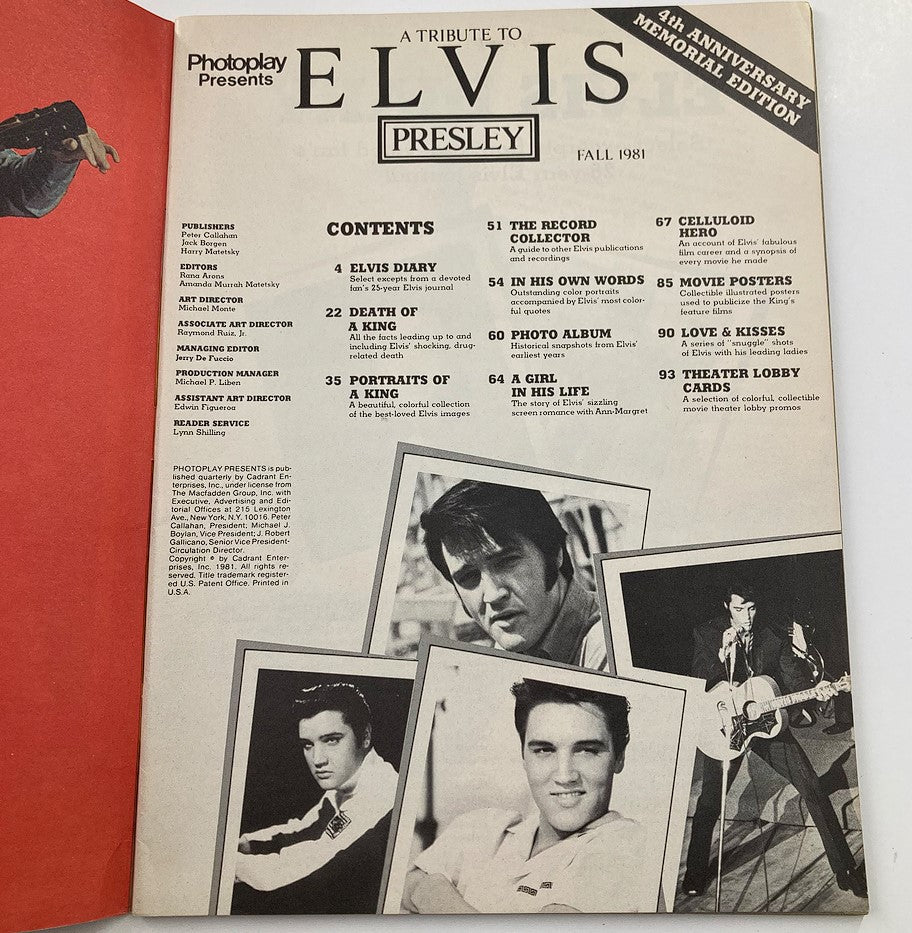 A TRIBUTE TO
Photoplay
Presents
ELVIS
PRESLEY
FALL 1981
4th ANNIVERSARY
MEMORIAL EDITION
PUBLISHERS
Peter Callahan
Jack Borgen
Harry Matetsky
EDITORS
Rana Arons
Amanda Murrah Matetsky
ART DIRECTOR
Michael Monte
ASSOCIATE ART DIRECTOR
Raymond Ruiz, Jr.
MANAGING EDITOR
Jerry De Fuccio
PRODUCTION MANAGER
Michael P. Liben
ASSISTANT ART DIRECTOR
Edwin Figueroa
READER SERVICE
Lynn Shilling
PHOTOPLAY PRESENTS is pub-
lished quarterly by Cadrant En-
terprises, Inc., under license from
The Macfadden Group, Inc. with
Executive, Advertising and Edi-
torial Offices at 215 Lexington
Ave., New York, N.Y. 10016. Peter
Callahan, President; Michael J.
Boylan, Vice President; J. Robert
Gallicano, Senior Vice President-
Circulation Director.
Copyright © by Cadrant Enter-
prises, Inc. 1981. All rights re-
served. Title trademark register-
ed U.S. Patent Office. Printed in
U.S.A.
CONTENTS
4 ELVIS DIARY
Select excepts from a devoted
fan's 25-year Elvis journal
22 DEATH OF
A KING
All the facts leading up to and
including Elvis' shocking, drug-
related death
35 PORTRAITS OF
A KING
A beautiful, colorful collection
of the best-loved Elvis images
51 THE RECORD
COLLECTOR
A guide to other Elvis publications
and recordings
54 IN HIS OWN WORDS
Outstanding color portraits
accompanied by Elvis' most color-
ful quotes
60 PHOTO ALBUM
Historical snapshots from Elvis'
earliest years
64 A GIRL
IN HIS LIFE
The story of Elvis' sizzling
screen romance with Ann-Margret
67 CELLULOID
HERO
An account of Elvis' fabulous
film career and a synopsis of
every movie he made
85 MOVIE POSTERS
Collectible illustrated posters
used to publicize the King's
feature films
90 LOVE & KISSES
A series of "snuggle" shots
of Elvis with his leading ladies
93 THEATER LOBBY
CARDS
A selection of colorful, collectible
movie theater lobby promos